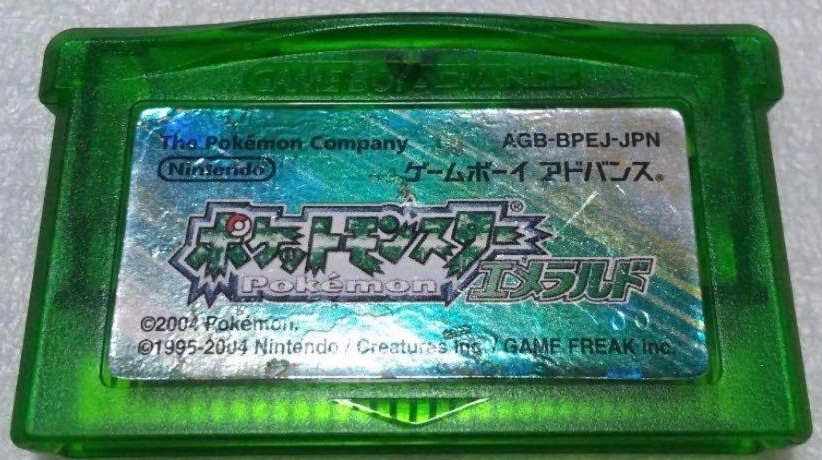 GAME BOY ADVANCE
The Pokémon Company
AGB-BPEJ-JPN
Nintendo
ゲームボーイ アドバンス®
ポケットモンスター®
Pokémon
エメラルド
©2004 Pokémon.
©1995-2004 Nintendo / Creatures inc. / GAME FREAK inc.